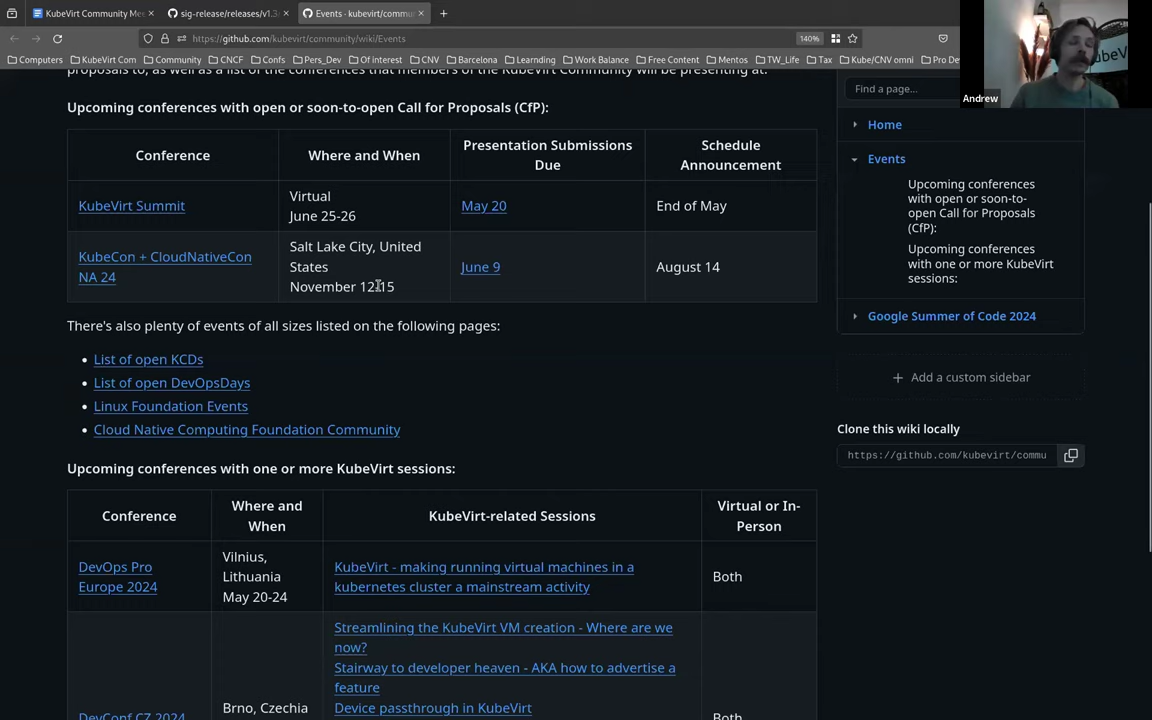 KubeVirt Community Me
sig-release/releases/v1.3
Events · kubevirt/commu
https://github.com/kubevirt/community/wiki/Events
140%
Computers
KubeVirt Com
Community
CNCF
Confs
Pers_Dev
Of interest
CNV
Barcelona
Learnding
Work Balance
Free Content
Mentos
TW_Life
Tax
Kube/CNV omni
Pro De
proposals to, as well as a list of the conferences that members of the KubeVirt Community will be presenting at.
Andrew
Find a page...
Upcoming conferences with open or soon-to-open Call for Proposals (CfP):
Conference
Where and When
Presentation Submissions
Due
Schedule
Announcement
KubeVirt Summit
Virtual
June 25-26
May 20
End of May
KubeCon + CloudNativeCon
NA 24
Salt Lake City, United
States
November 12-15
June 9
August 14
There's also plenty of events of all sizes listed on the following pages:
List of open KCDs
List of open DevOpsDays
Linux Foundation Events
Cloud Native Computing Foundation Community
Upcoming conferences with one or more KubeVirt sessions:
Conference
Where and
When
KubeVirt-related Sessions
Virtual or In-
Person
DevOps Pro
Europe 2024
Vilnius,
Lithuania
May 20-24
KubeVirt - making running virtual machines in a
kubernetes cluster a mainstream activity
Both
DevConf CZ 2024
Brno, Czechia
Streamlining the KubeVirt VM creation - Where are we
now?
Stairway to developer heaven - AKA how to advertise a
feature
Device passthrough in KubeVirt
Both
Home
Events
Upcoming conferences
with open or soon-to-
open Call for Proposals
(CfP):
Upcoming conferences
with one or more KubeVirt
sessions:
Google Summer of Code 2024
Add a custom sidebar
Clone this wiki locally
https://github.com/kubevirt/commu